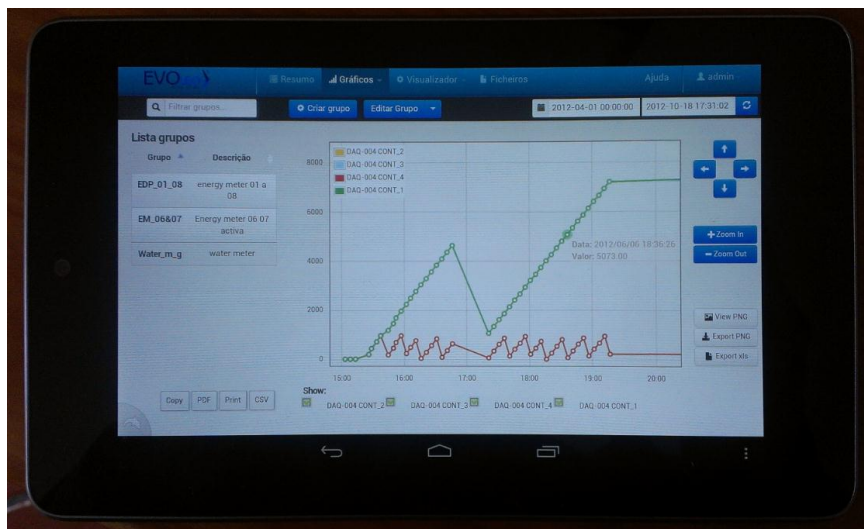 EVO
Resumo Gráficos Visualizador Ficheiros Ajuda admin
Filtrar grupos... Criar grupo Editar Grupo 2012-04-01 00:00:00 2012-10-18 17:31:02
Lista grupos
Grupo Descrição
EDP_01_08 energy meter 01 a
08
EM_06&07 Energy meter 06 07
activa
Water_m_g water meter
Copy PDF Print CSV
DAQ-004 CONT_2
DAQ-004 CONT_3
DAQ-004 CONT_4
DAQ-004 CONT_1
8000
6000
4000
2000
0
Data: 2012/06/00 18:36:26
Valor: 5073.00
15:00 16:00 17:00 18:00 19:00 20:00
Show:
DAQ-004 CONT_2 DAQ-004 CONT_3 DAQ-004 CONT_4 DAQ-004 CONT_1
Zoom In
Zoom Out
View PNG
Export PNG
Export xls